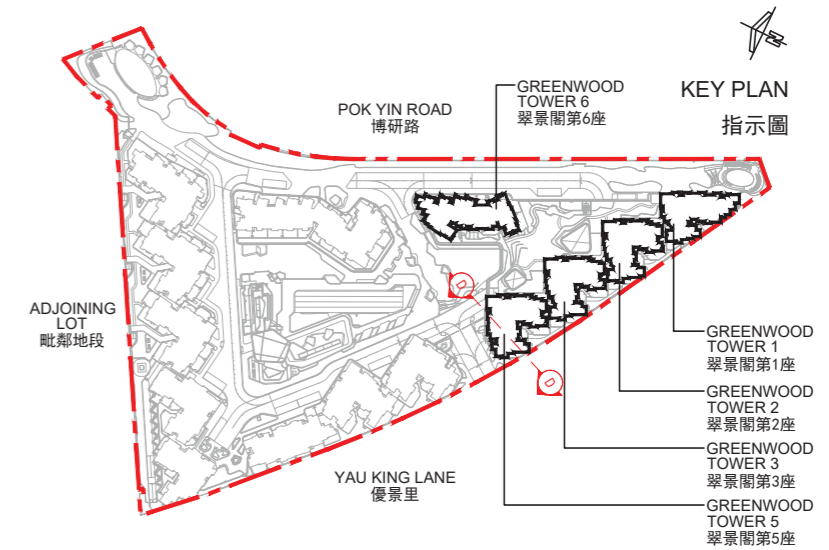 GREENWOOD
TOWER 6
翠景閣第6座
KEY PLAN
指示圖
POK YIN ROAD
博研路
ADJOINING
LOT
毗鄰地段
D
D
GREENWOOD
TOWER 1
翠景閣第1座
GREENWOOD
TOWER 2
翠景閣第2座
GREENWOOD
TOWER 3
翠景閣第3座
GREENWOOD
TOWER 5
翠景閣第5座
YAU KING LANE
優景里
N